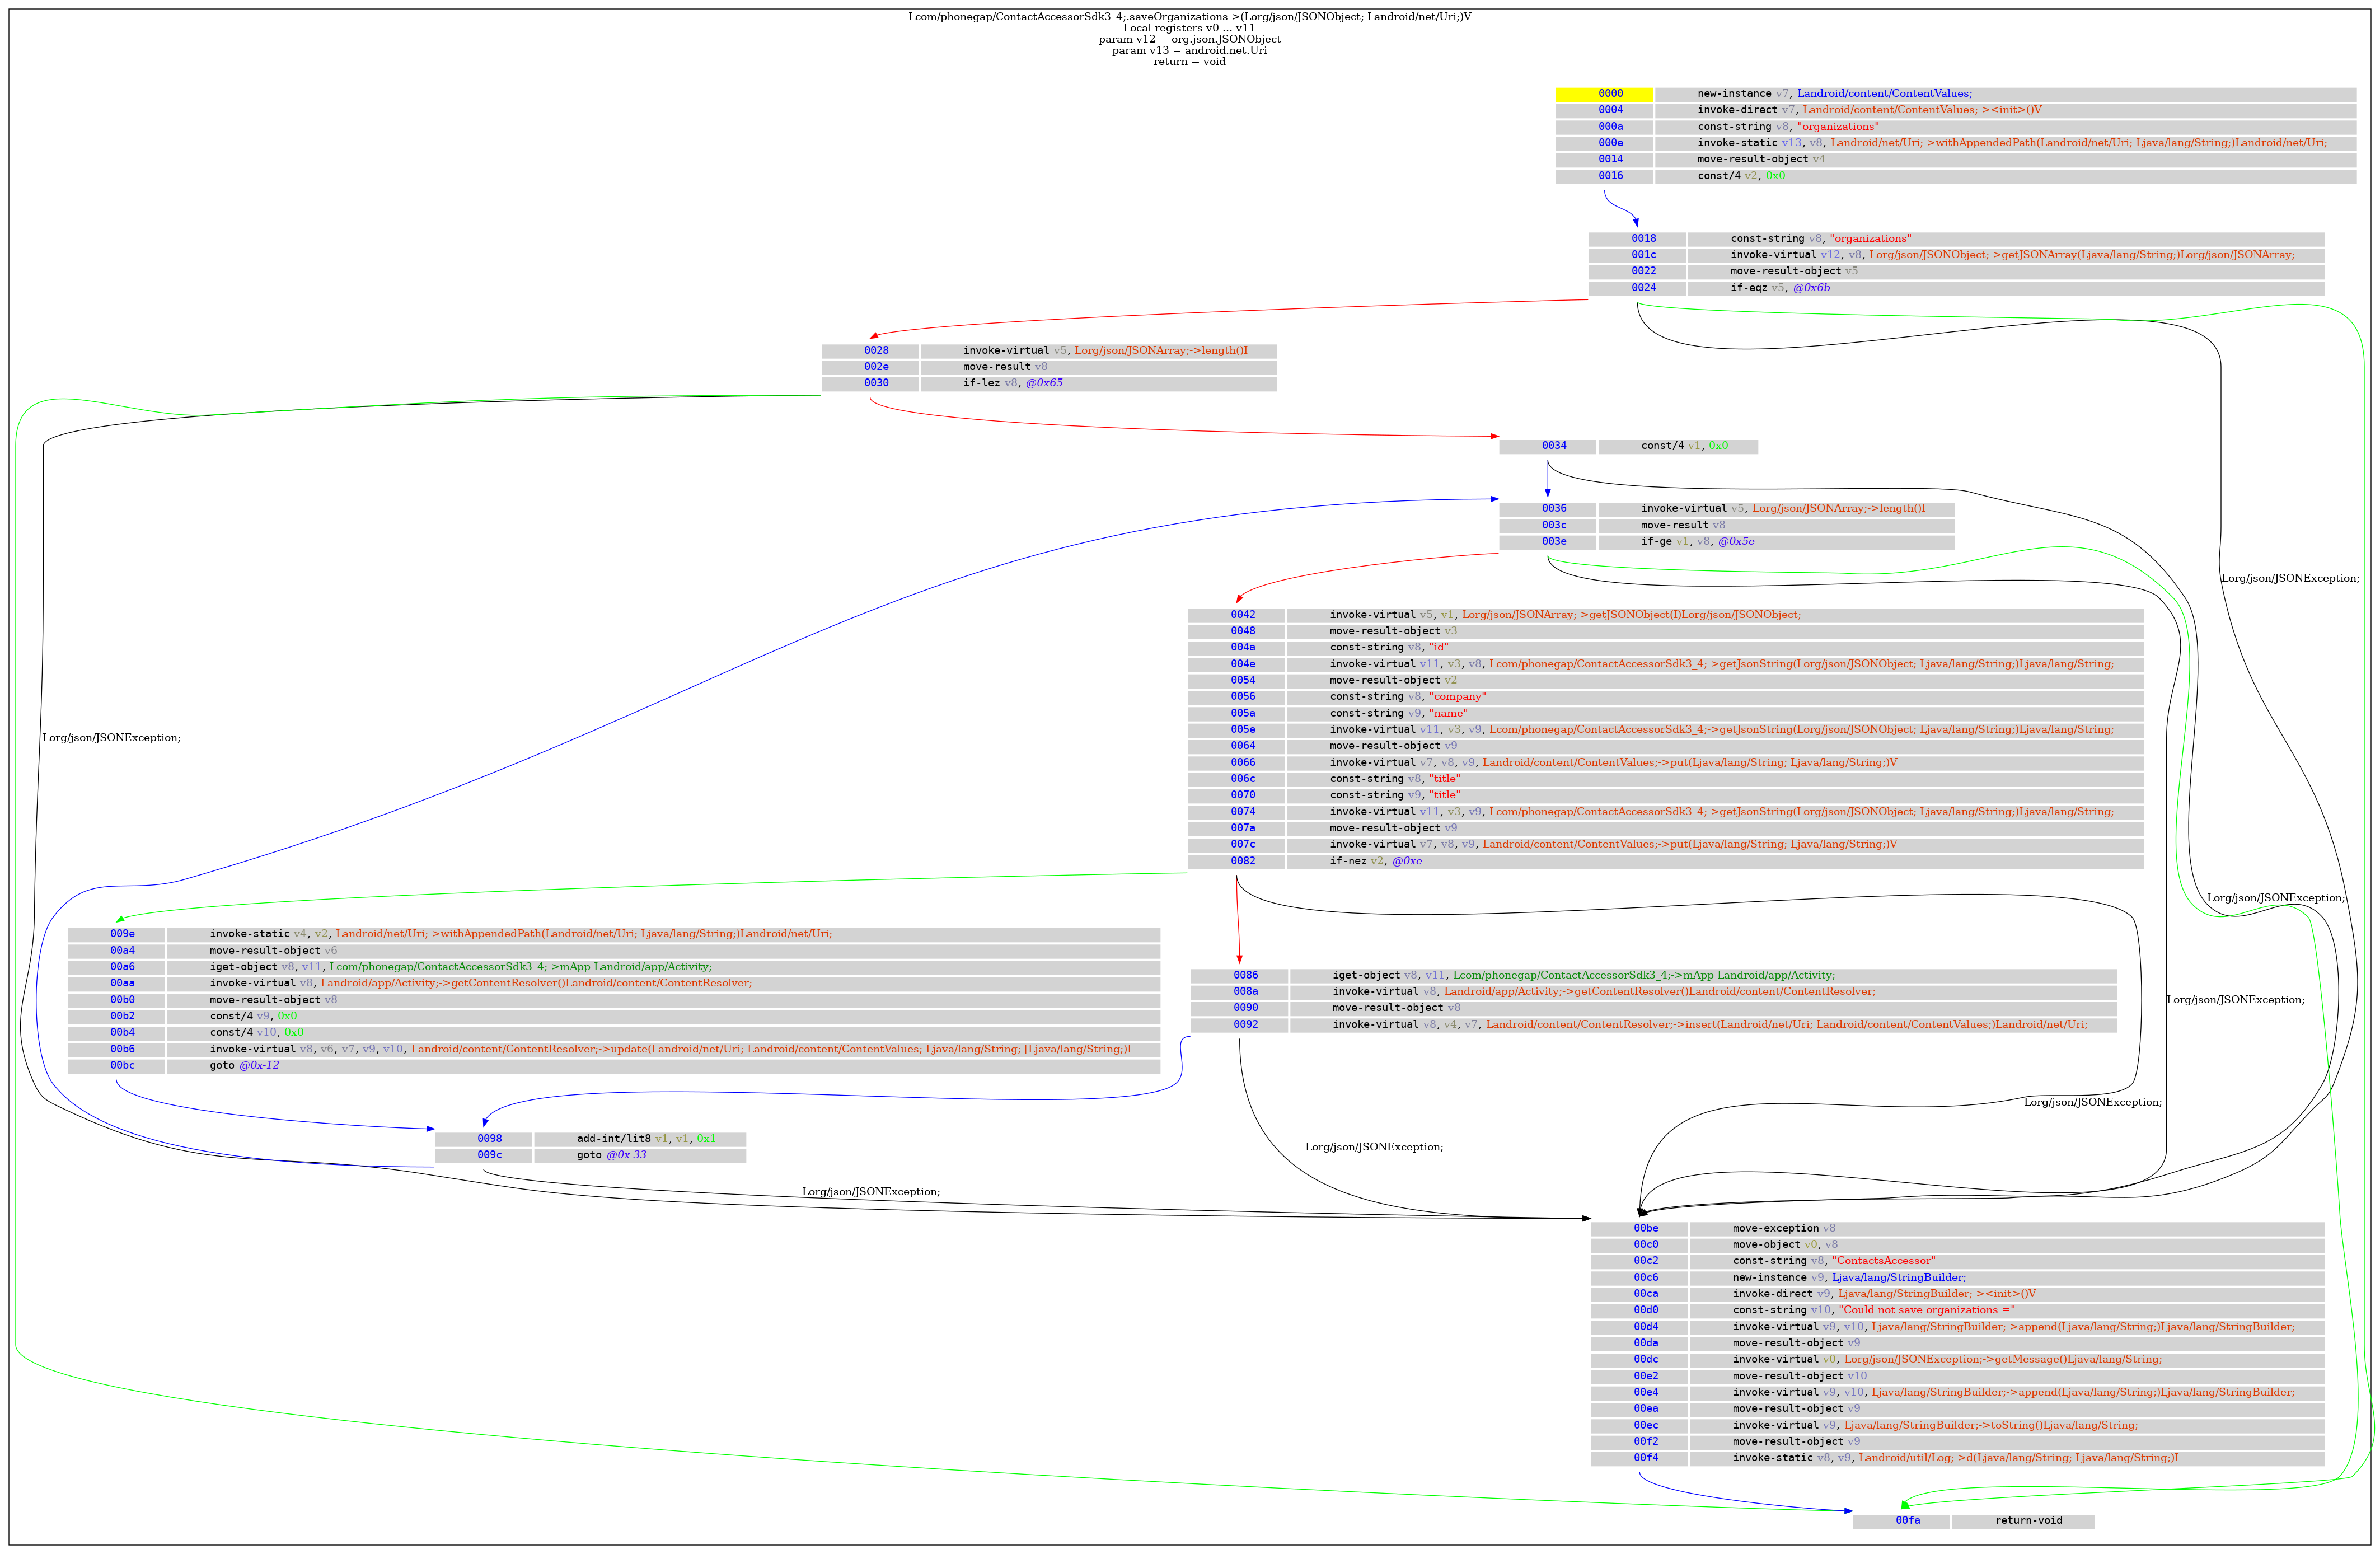 Lcom/phonegap/ContactAccessorSdk3_4;.saveOrganizations->(Lorg/json/JSONObject; Landroid/net/Uri;)V
Local registers v0 ... v11
param v12 = org.json.JSONObject
param v13 = android.net.Uri
return = void
0000 new-instance v7, Landroid/content/ContentValues;
0004 invoke-direct v7, Landroid/content/ContentValues;-><init>()V
000a const-string v8, "organizations"
000e invoke-static v13, v8, Landroid/net/Uri;->withAppendedPath(Landroid/net/Uri; Ljava/lang/String;)Landroid/net/Uri;
0014 move-result-object v4
0016 const/4 v2, 0x0
0018 const-string v8, "organizations"
001c invoke-virtual v12, v8, Lorg/json/JSONObject;->getJSONArray(Ljava/lang/String;)Lorg/json/JSONArray;
0022 move-result-object v5
0024 if-eqz v5, @0x6b
0028 invoke-virtual v5, Lorg/json/JSONArray;->length()I
002e move-result v8
0030 if-lez v8, @0x65
0034 const/4 v1, 0x0
0036 invoke-virtual v5, Lorg/json/JSONArray;->length()I
003c move-result v8
003e if-ge v1, v8, @0x5e
Lorg/json/JSONException;
0042 invoke-virtual v5, v1, Lorg/json/JSONArray;->getJSONObject(I)Lorg/json/JSONObject;
0048 move-result-object v3
004a const-string v8, "id"
004e invoke-virtual v11, v3, v8, Lcom/phonegap/ContactAccessorSdk3_4;->getJsonString(Lorg/json/JSONObject; Ljava/lang/String;)Ljava/lang/String;
0054 move-result-object v2
0056 const-string v8, "company"
005a const-string v9, "name"
005e invoke-virtual v11, v3, v9, Lcom/phonegap/ContactAccessorSdk3_4;->getJsonString(Lorg/json/JSONObject; Ljava/lang/String;)Ljava/lang/String;
0064 move-result-object v9
0066 invoke-virtual v7, v8, v9, Landroid/content/ContentValues;->put(Ljava/lang/String; Ljava/lang/String;)V
006c const-string v8, "title"
0070 const-string v9, "title"
0074 invoke-virtual v11, v3, v9, Lcom/phonegap/ContactAccessorSdk3_4;->getJsonString(Lorg/json/JSONObject; Ljava/lang/String;)Ljava/lang/String;
007a move-result-object v9
007c invoke-virtual v7, v8, v9, Landroid/content/ContentValues;->put(Ljava/lang/String; Ljava/lang/String;)V
0082 if-nez v2, @0xe
Lorg/json/JSONException;
Lorg/json/JSONException;
009e invoke-static v4, v2, Landroid/net/Uri;->withAppendedPath(Landroid/net/Uri; Ljava/lang/String;)Landroid/net/Uri;
00a4 move-result-object v6
00a6 iget-object v8, v11, Lcom/phonegap/ContactAccessorSdk3_4;->mApp Landroid/app/Activity;
00aa invoke-virtual v8, Landroid/app/Activity;->getContentResolver()Landroid/content/ContentResolver;
00b0 move-result-object v8
00b2 const/4 v9, 0x0
00b4 const/4 v10, 0x0
00b6 invoke-virtual v8, v6, v7, v9, v10, Landroid/content/ContentResolver;->update(Landroid/net/Uri; Landroid/content/ContentValues; Ljava/lang/String; [Ljava/lang/String;)I
00bc goto @0x-12
0086 iget-object v8, v11, Lcom/phonegap/ContactAccessorSdk3_4;->mApp Landroid/app/Activity;
008a invoke-virtual v8, Landroid/app/Activity;->getContentResolver()Landroid/content/ContentResolver;
0090 move-result-object v8
0092 invoke-virtual v8, v4, v7, Landroid/content/ContentResolver;->insert(Landroid/net/Uri; Landroid/content/ContentValues;)Landroid/net/Uri;
Lorg/json/JSONException;
Lorg/json/JSONException;
0098 add-int/lit8 v1, v1, 0x1
009c goto @0x-33
Lorg/json/JSONException;
Lorg/json/JSONException;
00be move-exception v8
00c0 move-object v0, v8
00c2 const-string v8, "ContactsAccessor"
00c6 new-instance v9, Ljava/lang/StringBuilder;
00ca invoke-direct v9, Ljava/lang/StringBuilder;-><init>()V
00d0 const-string v10, "Could not save organizations ="
00d4 invoke-virtual v9, v10, Ljava/lang/StringBuilder;->append(Ljava/lang/String;)Ljava/lang/StringBuilder;
00da move-result-object v9
00dc invoke-virtual v0, Lorg/json/JSONException;->getMessage()Ljava/lang/String;
00e2 move-result-object v10
00e4 invoke-virtual v9, v10, Ljava/lang/StringBuilder;->append(Ljava/lang/String;)Ljava/lang/StringBuilder;
00ea move-result-object v9
00ec invoke-virtual v9, Ljava/lang/StringBuilder;->toString()Ljava/lang/String;
00f2 move-result-object v9
00f4 invoke-static v8, v9, Landroid/util/Log;->d(Ljava/lang/String; Ljava/lang/String;)I
00fa return-void